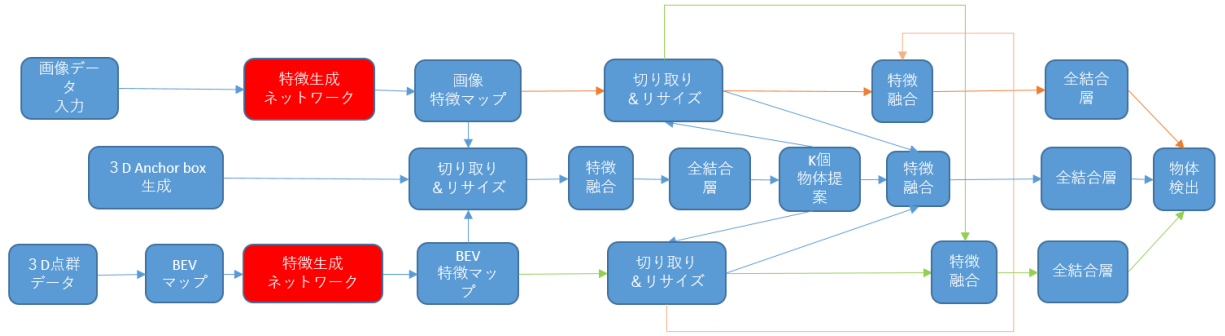 画像デー
タ
入力
特徴生成
ネットワーク
画像
特徴マップ
切り取り
&リサイズ
特徴
融合
全結合
層
3D Anchor box
生成
切り取り
&リサイズ
特徴
融合
全結合
層
K個
物体提
案
特徴
融合
全結合層
物体
検出
3D点群
データ
BEV
マップ
特徴生成
ネットワーク
BEV
特徴マッ
プ
切り取り
&リサイズ
特徴
融合
全結合層